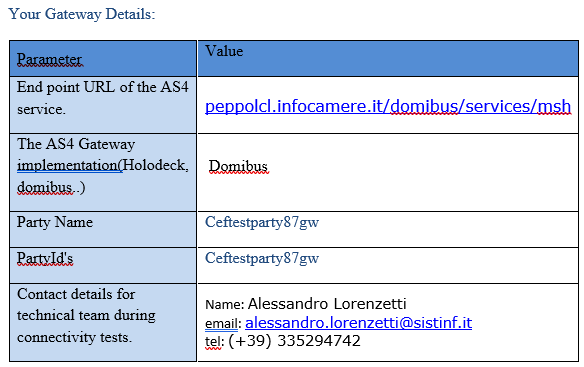 Your Gateway Details:
Parameter
Value
End point URL of the AS4
service.
peppolcl.infocamere.it/domibus/services/msh
The AS4 Gateway
implementation(Holodeck,
domibus..)
Domibus
Party Name
Ceftestparty87gw
PartyId's
Ceftestparty87gw
Contact details for
technical team during
connectivity tests.
Name: Alessandro Lorenzetti
email: alessandro.lorenzetti@sistinf.it
tel: (+39) 335294742